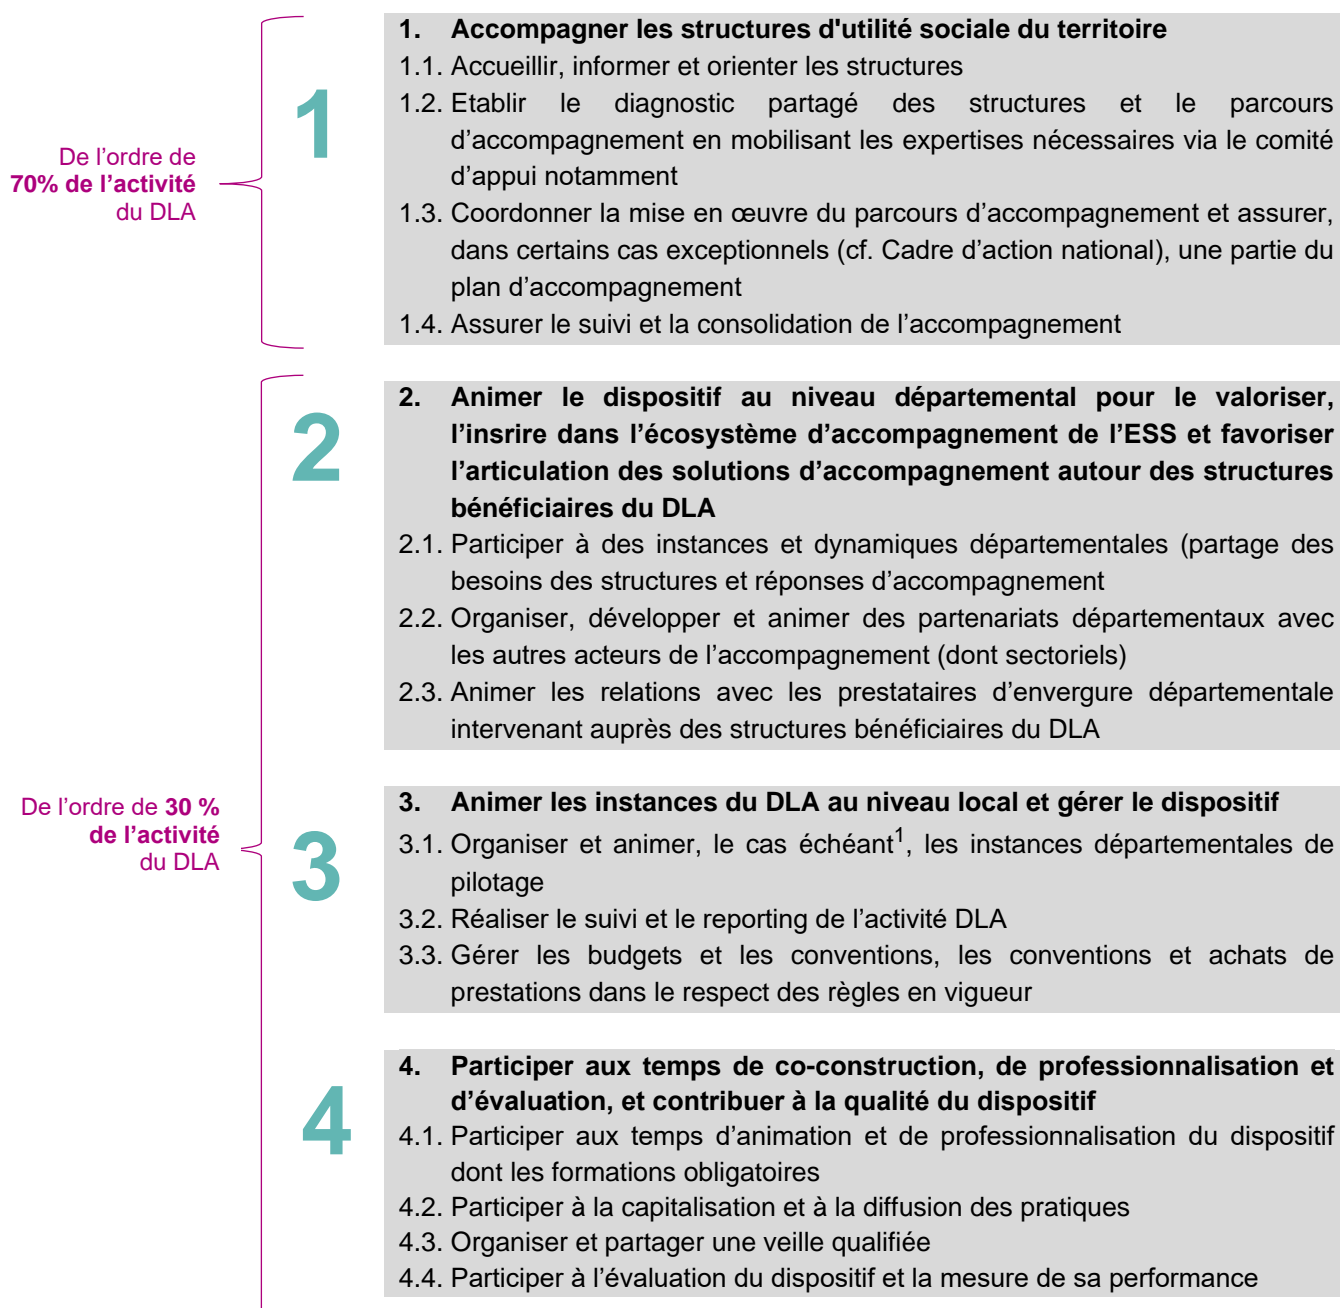 1
De l’ordre de
70% de l’activité
du DLA
1. Accompagner les structures d'utilité sociale du territoire
1.1. Accueillir, informer et orienter les structures
1.2. Etablir le diagnostic partagé des structures et le parcours
d’accompagnement en mobilisant les expertises nécessaires via le comité
d’appui notamment
1.3. Coordonner la mise en œuvre du parcours d’accompagnement et assurer,
dans certains cas exceptionnels (cf. Cadre d’action national), une partie du
plan d’accompagnement
1.4. Assurer le suivi et la consolidation de l’accompagnement
2
2. Animer le dispositif au niveau départemental pour le valoriser,
l’insrire dans l’écosystème d’accompagnement de l’ESS et favoriser
l’articulation des solutions d’accompagnement autour des structures
bénéficiaires du DLA
2.1. Participer à des instances et dynamiques départementales (partage des
besoins des structures et réponses d’accompagnement
2.2. Organiser, développer et animer des partenariats départementaux avec
les autres acteurs de l’accompagnement (dont sectoriels)
2.3. Animer les relations avec les prestataires d’envergure départementale
intervenant auprès des structures bénéficiaires du DLA
De l’ordre de 30 %
de l’activité
du DLA
3
3. Animer les instances du DLA au niveau local et gérer le dispositif
3.1. Organiser et animer, le cas échéant1, les instances départementales de
pilotage
3.2. Réaliser le suivi et le reporting de l’activité DLA
3.3. Gérer les budgets et les conventions, les conventions et achats de
prestations dans le respect des règles en vigueur
4
4. Participer aux temps de co-construction, de professionnalisation et
d’évaluation, et contribuer à la qualité du dispositif
4.1. Participer aux temps d’animation et de professionnalisation du dispositif
dont les formations obligatoires
4.2. Participer à la capitalisation et à la diffusion des pratiques
4.3. Organiser et partager une veille qualifiée
4.4. Participer à l’évaluation du dispositif et la mesure de sa performance